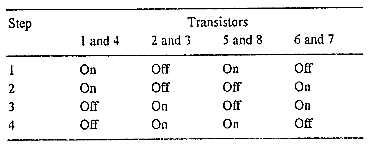 Step Transistors
1 and 4 2 and 3 5 and 8 6 and 7
1 On Off On Off
2 On Off Off On
3 Off On Off On
4 Off On On Off